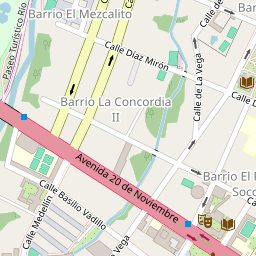 Barrio El Mezcalito
Calle Díaz Mirón
Paseo Turístico Río
Calle de La Vega
Barrio La Concordia
II
Avenida 20 de Noviembre
Barrio El
Soco
Calle Basilio Vadillo
Calle Medellín
Vega